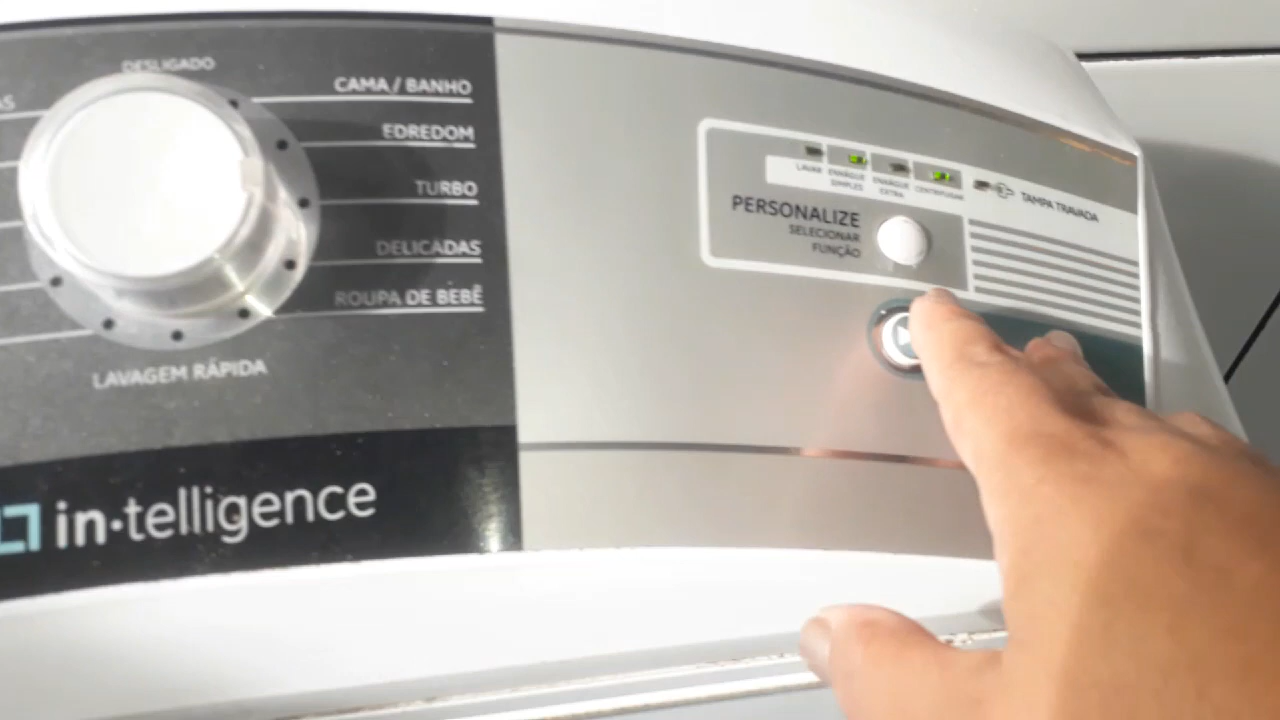 DESLIGADO
AS
CAMA / BANHO
EDREDOM
TURBO
DELICADAS
ROUPA DE BEBÊ
LAVAGEM RÁPIDA
in·telligence
LAVAR
ENXÁGUE SIMPLES
ENXÁGUE EXTRA
CENTRIFUGAR
TAMPA TRAVADA
PERSONALIZE
SELECIONAR
FUNÇÃO